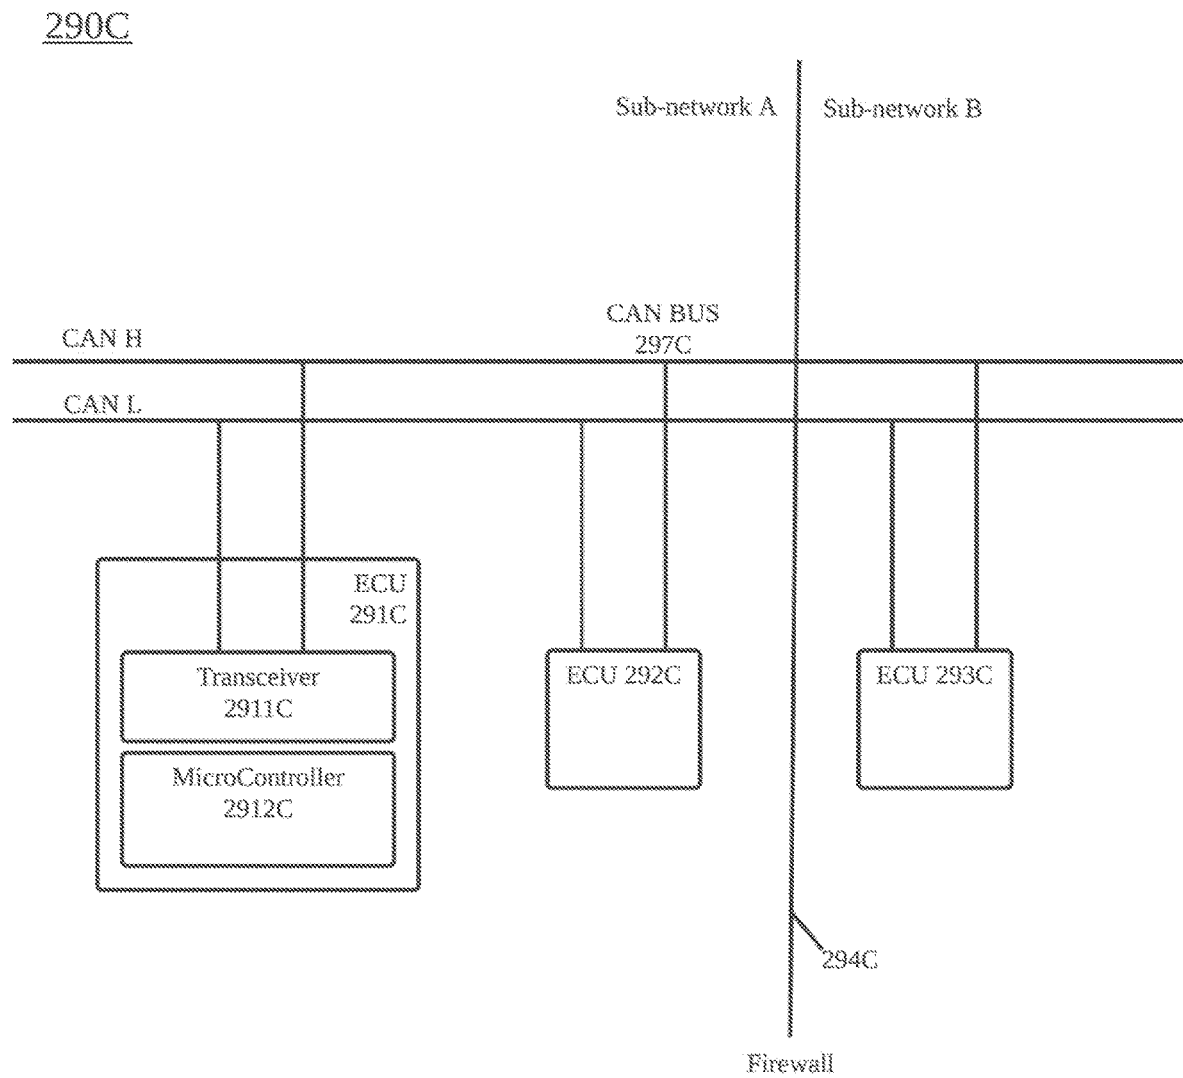 290C
Sub-network A
Sub-network B
CAN BUS
297C
CAN H
CAN L
ECU
291C
Transceiver
2911C
MicroController
2912C
ECU 292C
ECU 293C
294C
Firewall